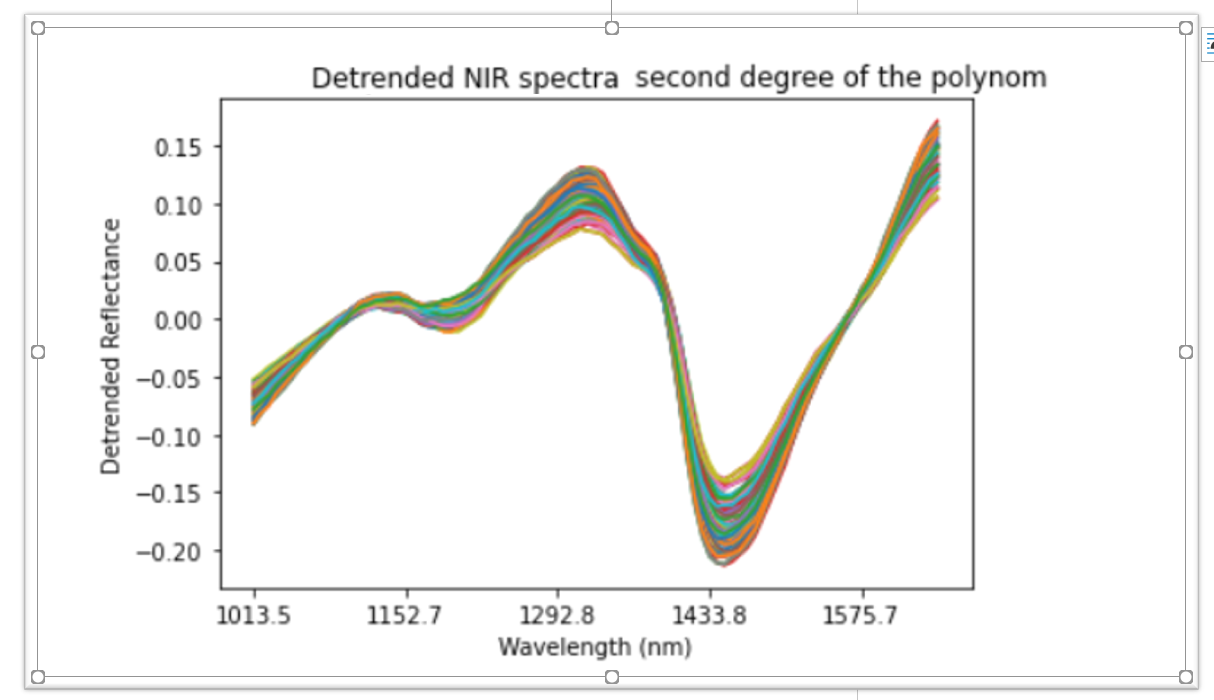 Detrended NIR spectra  second degree of the polynom
0.15
0.10
0.05
0.00
−0.05
−0.10
−0.15
−0.20
Detrended Reflectance
1013.5 1152.7 1292.8 1433.8 1575.7
Wavelength (nm)